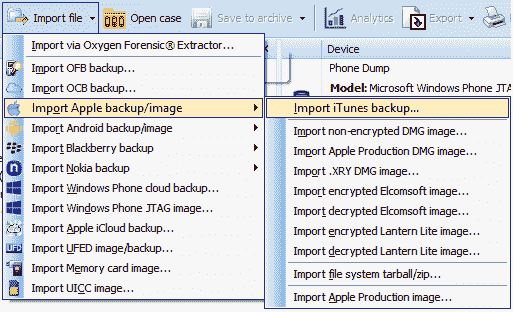 Import file Open case Save to archive Analytics Export
Import via Oxygen Forensic® Extractor...
Import OFB backup...
Import OCB backup...
Import Apple backup/image
Import Android backup/image
Import Blackberry backup
Import Nokia backup
Import Windows Phone cloud backup...
Import Windows Phone JTAG image...
Import Apple iCloud backup...
UFED Import UFED image/backup...
Import Memory card image...
Import UICC image...
Device
Phone Dump
Model: Microsoft Windows Phone JTA
Import iTunes backup...
Import non-encrypted DMG image...
Import Apple Production DMG image...
Import .XRY DMG image...
Import encrypted Elcomsoft image...
Import decrypted Elcomsoft image...
Import encrypted Lantern Lite image...
Import decrypted Lantern Lite image...
Import file system tarball/zip...
Import Apple Production image...